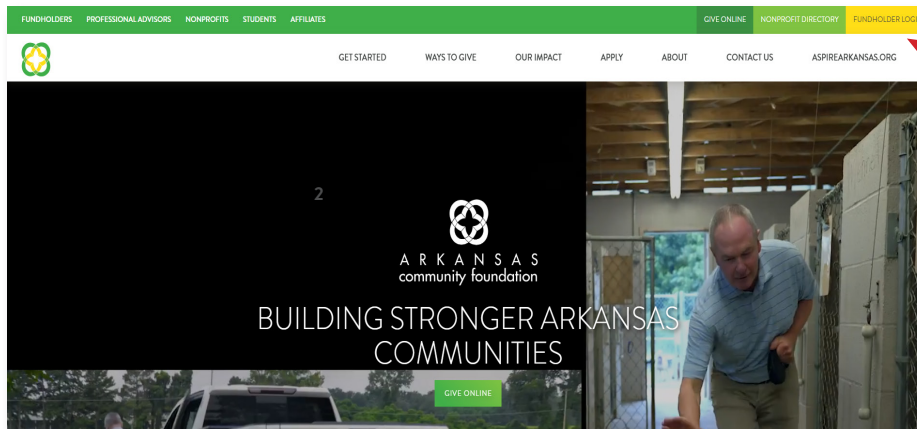 FUNDHOLDERS PROFESSIONAL ADVISORS NONPROFITS STUDENTS AFFILIATES GIVE ONLINE NONPROFIT DIRECTORY FUNDHOLDER LOGI
GET STARTED WAYS TO GIVE OUR IMPACT APPLY ABOUT CONTACT US ASPIREARKANSAS.ORG
2
ARKANSAS
community foundation
BUILDING STRONGER ARKANSAS
COMMUNITIES
GIVE ONLINE